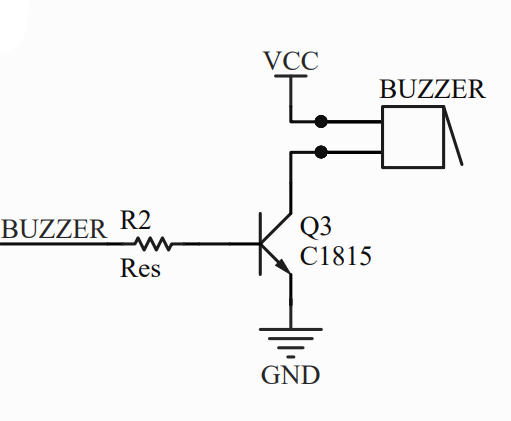 VCC
BUZZER
BUZZER
R2
Res
Q3
C1815
GND